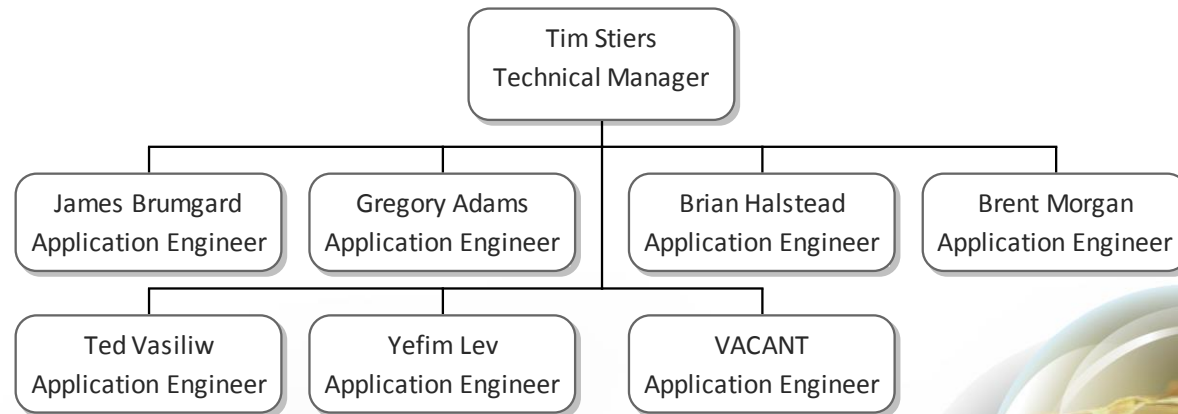 Tim Stiers
Technical Manager
James Brumgard
Application Engineer
Gregory Adams
Application Engineer
Brian Halstead
Application Engineer
Brent Morgan
Application Engineer
Ted Vasiliw
Application Engineer
Yefim Lev
Application Engineer
VACANT
Application Engineer